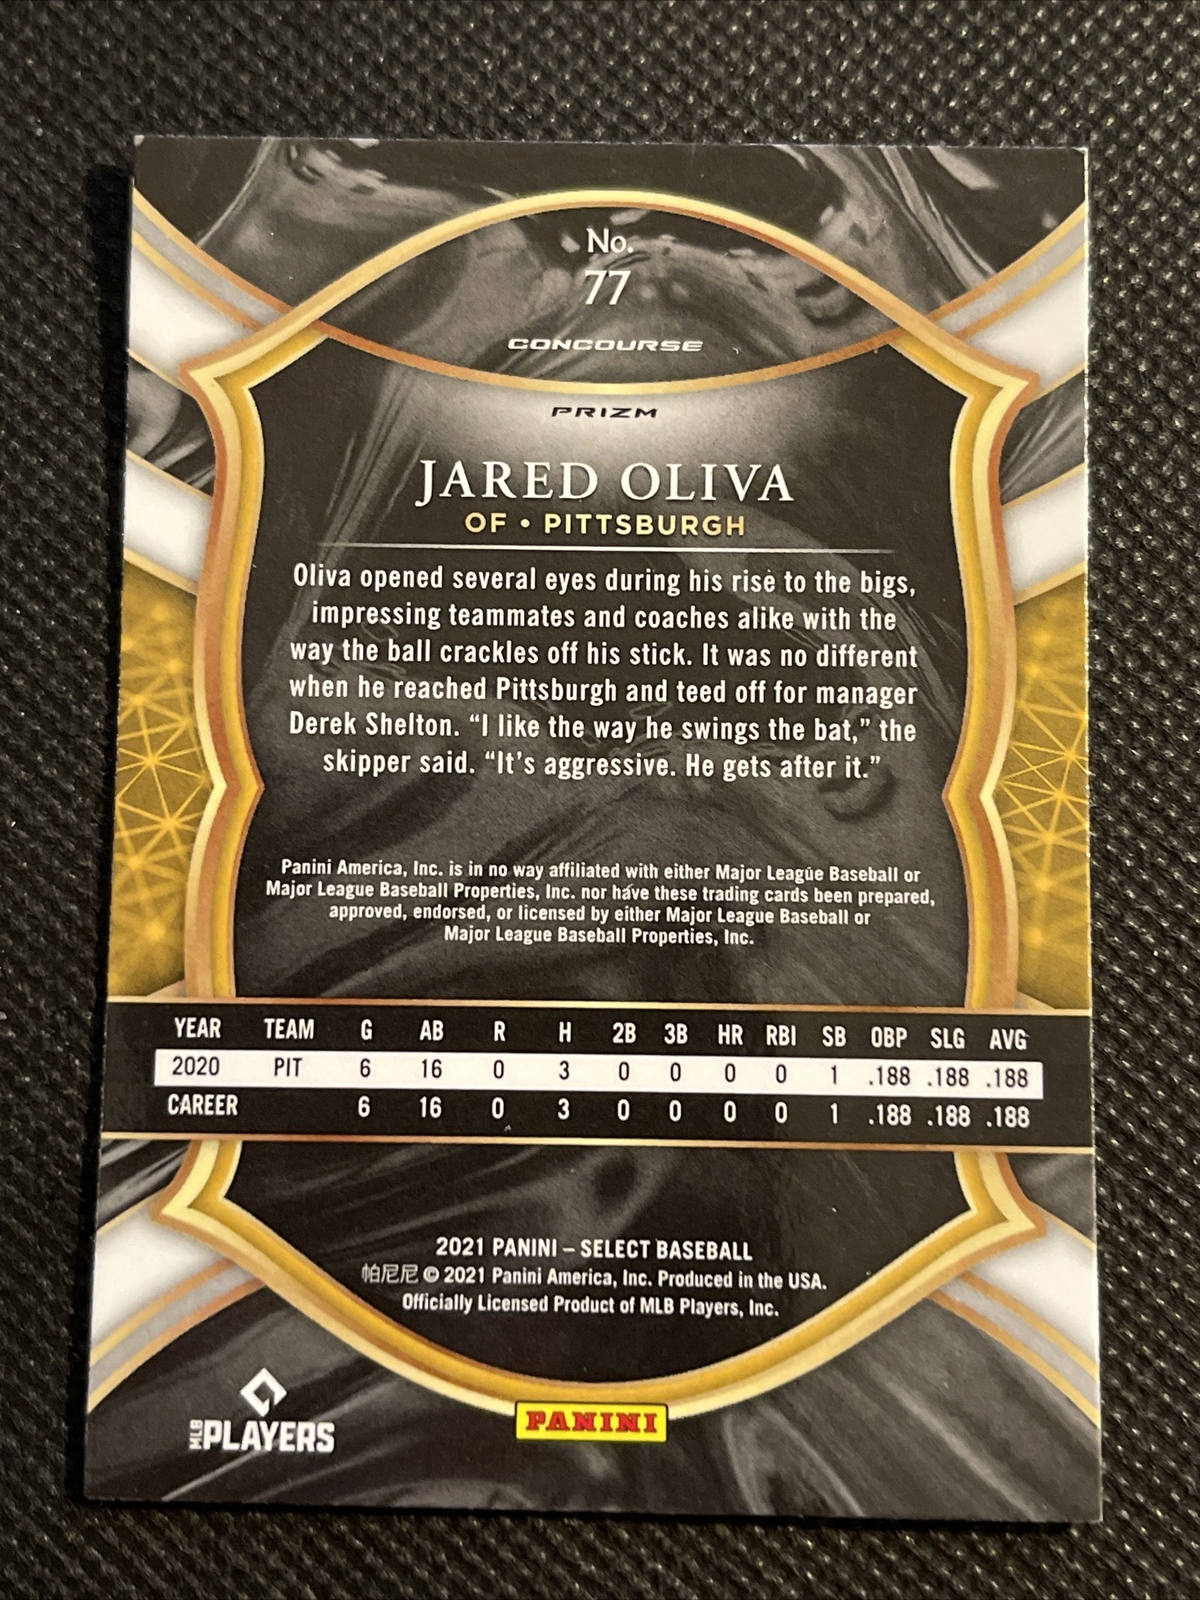 No.
77
CONCOURSE
PRIZM
JARED OLIVA
OF • PITTSBURGH
Oliva opened several eyes during his rise to the bigs,
impressing teammates and coaches alike with the
way the ball crackles off his stick. It was no different
when he reached Pittsburgh and teed off for manager
Derek Shelton. “I like the way he swings the bat,” the
skipper said. “It’s aggressive. He gets after it.”
Panini America, Inc. is in no way affiliated with either Major League Baseball or
Major League Baseball Properties, Inc. nor have these trading cards been prepared,
approved, endorsed, or licensed by either Major League Baseball or
Major League Baseball Properties, Inc.
YEAR TEAM G AB R H 2B 3B HR RBI SB OBP SLG AVG
2020 PIT 6 16 0 3 0 0 0 0 1 .188 .188 .188
CAREER 6 16 0 3 0 0 0 0 1 .188 .188 .188
2021 PANINI – SELECT BASEBALL
帕尼尼 © 2021 Panini America, Inc. Produced in the USA.
Officially Licensed Product of MLB Players, Inc.
MLB PLAYERS
PANINI